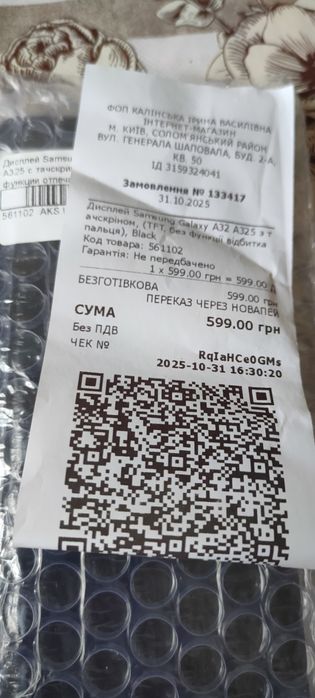 ФОП КАЛІНСЬКА ІРИНА ВАСИЛІВНА
ІНТЕРНЕТ-МАГАЗИН
М. КИЇВ, СОЛОМ'ЯНСЬКИЙ РАЙОН
ВУЛ. ГЕНЕРАЛА ШАПОВАЛА, БУД. 2-А,
КВ. 50
ІД 3159324041
Замовлення № 133417
31.10.2025
Дисплей Samsung Galaxy A32 A325 з т
ачскріном, (TFT, без функції відбитка
пальця), Black
Код товара: 561102
Гарантія: Не передбачено
1 x 599.00 грн = 599.00
599.00 грн
БЕЗГОТІВКОВА
ПЕРЕКАЗ ЧЕРЕЗ НОВАПЕЙ
СУМА 599.00 грн
Без ПДВ
ЧЕК №
RqIaHCe0GMs
2025-10-31 16:30:20
Дисплей Samsu
A325 с тачскри
функции отпеча
561102 AKS